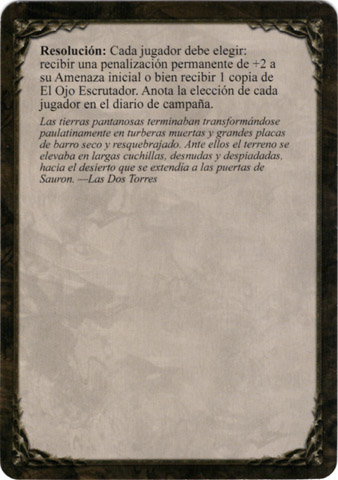 Resolución: Cada jugador debe elegir:
recibir una penalización permanente de +2 a
su Amenaza inicial o bien recibir 1 copia de
El Ojo Escrutador. Anota la elección de cada
jugador en el diario de campaña.
Las tierras pantanosas terminaban transformándose
paulatinamente en turberas muertas y grandes placas
de barro seco y resquebrajado. Ante ellos el terreno se
elevaba en largas cuchillas, desnudas y despiadadas,
hacia el desierto que se extendía a las puertas de
Sauron. —Las Dos Torres